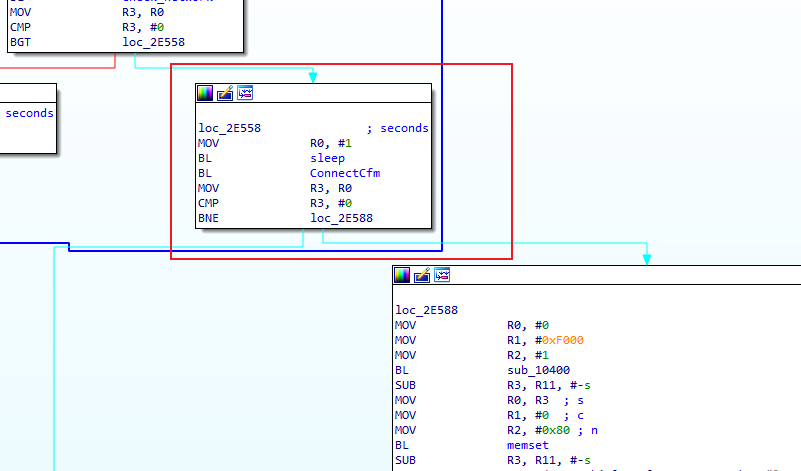 MOV R3, R0
CMP R3, #0
BGT loc_2E558
seconds
loc_2E558 ; seconds
MOV R0, #1
BL sleep
BL ConnectCfm
MOV R3, R0
CMP R3, #0
BNE loc_2E588
loc_2E588
MOV R0, #0
MOV R1, #0xF000
MOV R2, #1
BL sub_10400
SUB R3, R11, #-s
MOV R0, R3 ; s
MOV R1, #0 ; c
MOV R2, #0x80 ; n
BL memset
SUB R3, R11, #-s